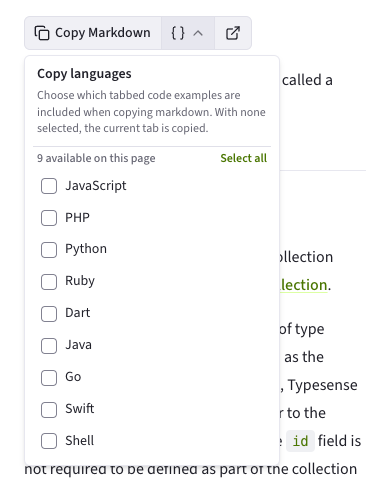 Copy Markdown { }
called a
Copy languages
Choose which tabbed code examples are
included when copying markdown. With none
selected, the current tab is copied.
9 available on this page Select all
JavaScript
PHP
Python
ollection
Ruby
llection.
Dart
of type
Java
as the
Go
, Typesense
Swift
r to the
Shell
id field is
not required to be defined as part of the collection